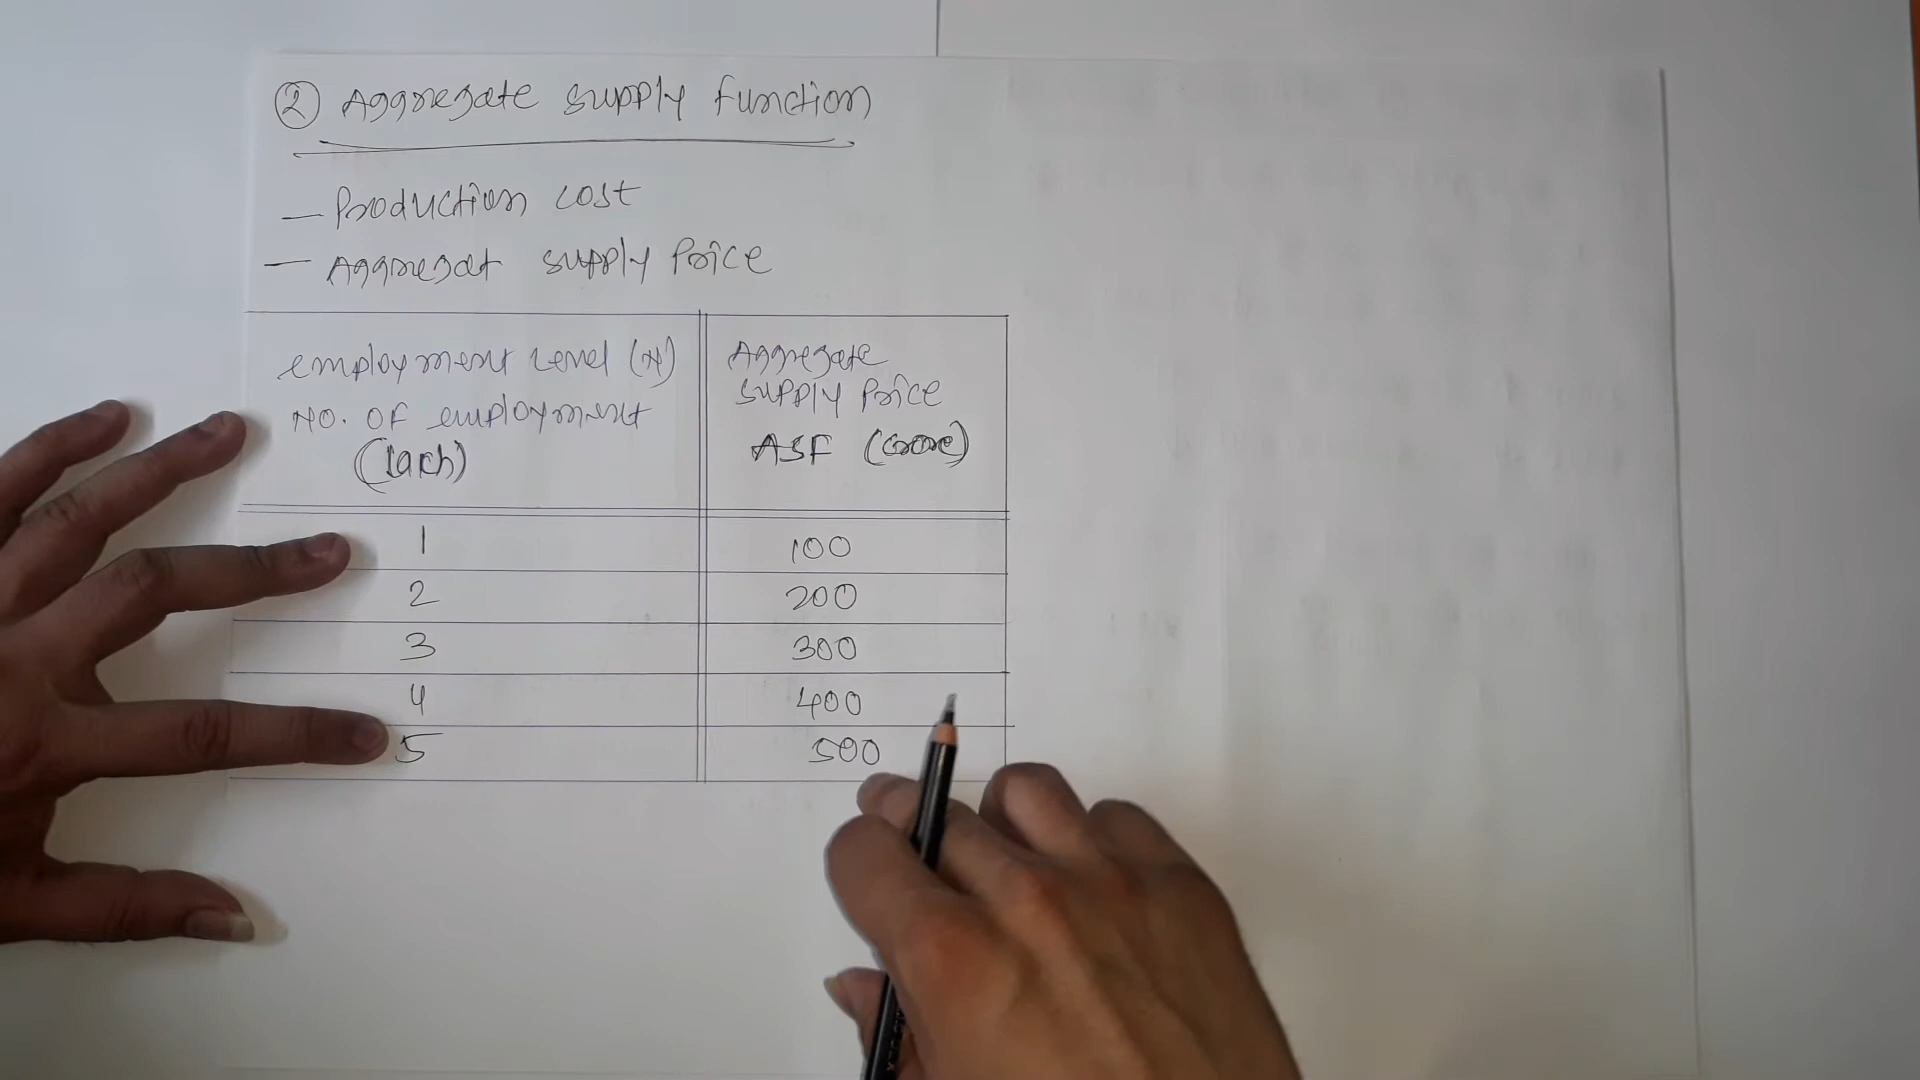 ② Aggregate supply function
— Production cost
— Aggregat supply Price
employment Level (N)
NO. OF employment
(lach)
Aggregate
supply Price
ASF (crore)
1 100
2 200
3 300
4 400
5 500